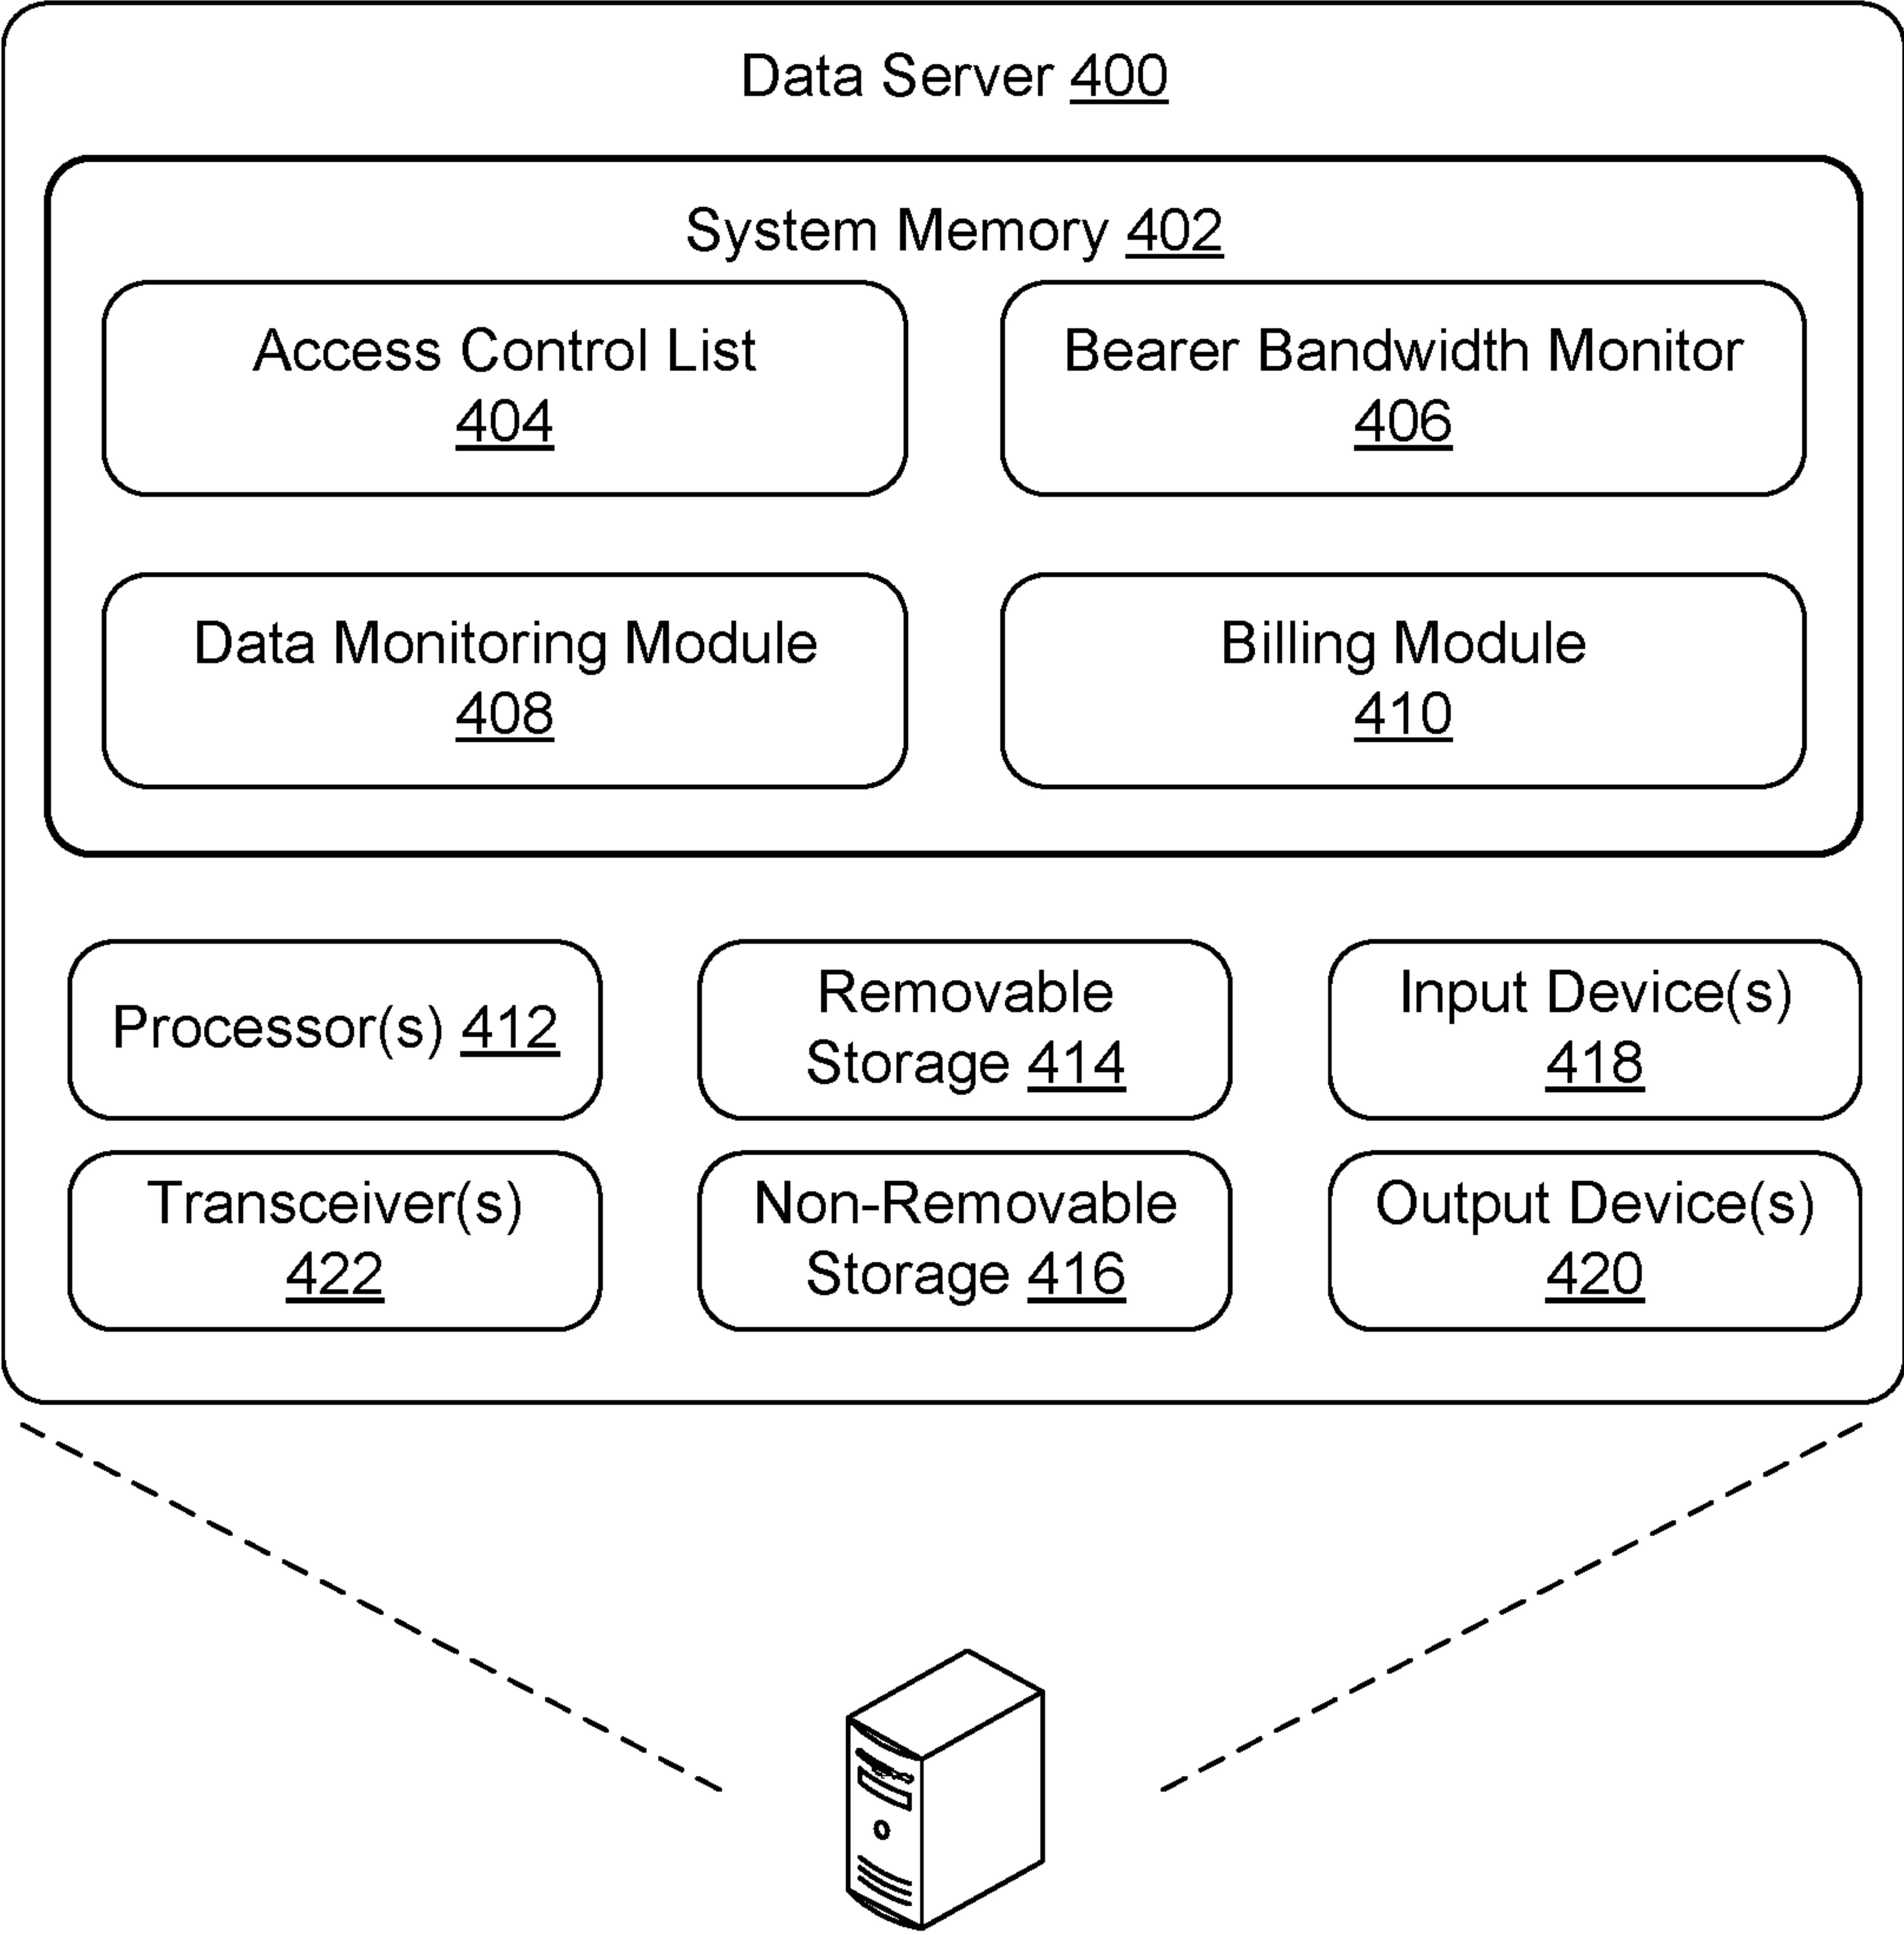 Data Server 400
System Memory 402
Access Control List
404
Bearer Bandwidth Monitor
406
Data Monitoring Module
408
Billing Module
410
Processor(s) 412
Removable
Storage 414
Input Device(s)
418
Transceiver(s)
422
Non-Removable
Storage 416
Output Device(s)
420